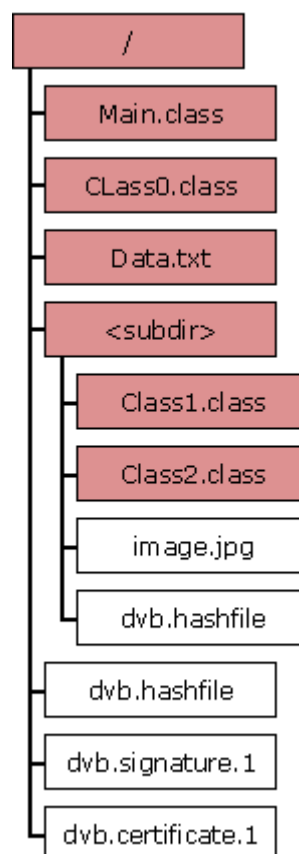 /
Main.class
CLass0.class
Data.txt
<subdir>
Class1.class
Class2.class
image.jpg
dvb.hashfile
dvb.hashfile
dvb.signature.1
dvb.certificate.1